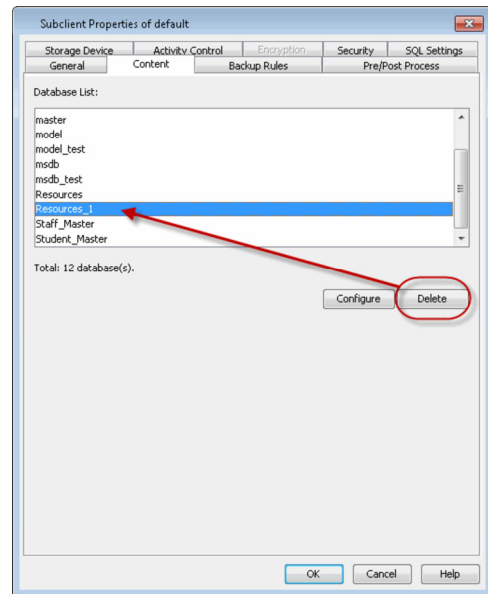 Subclient Properties of default
Storage Device Activity Control Encryption Security SQL Settings
General Content Backup Rules Pre/Post Process
Database List:
master
model
model_test
msdb
msdb_test
Resources
Resources_1
Staff_Master
Student_Master
Total: 12 database(s).
Configure Delete
OK Cancel Help